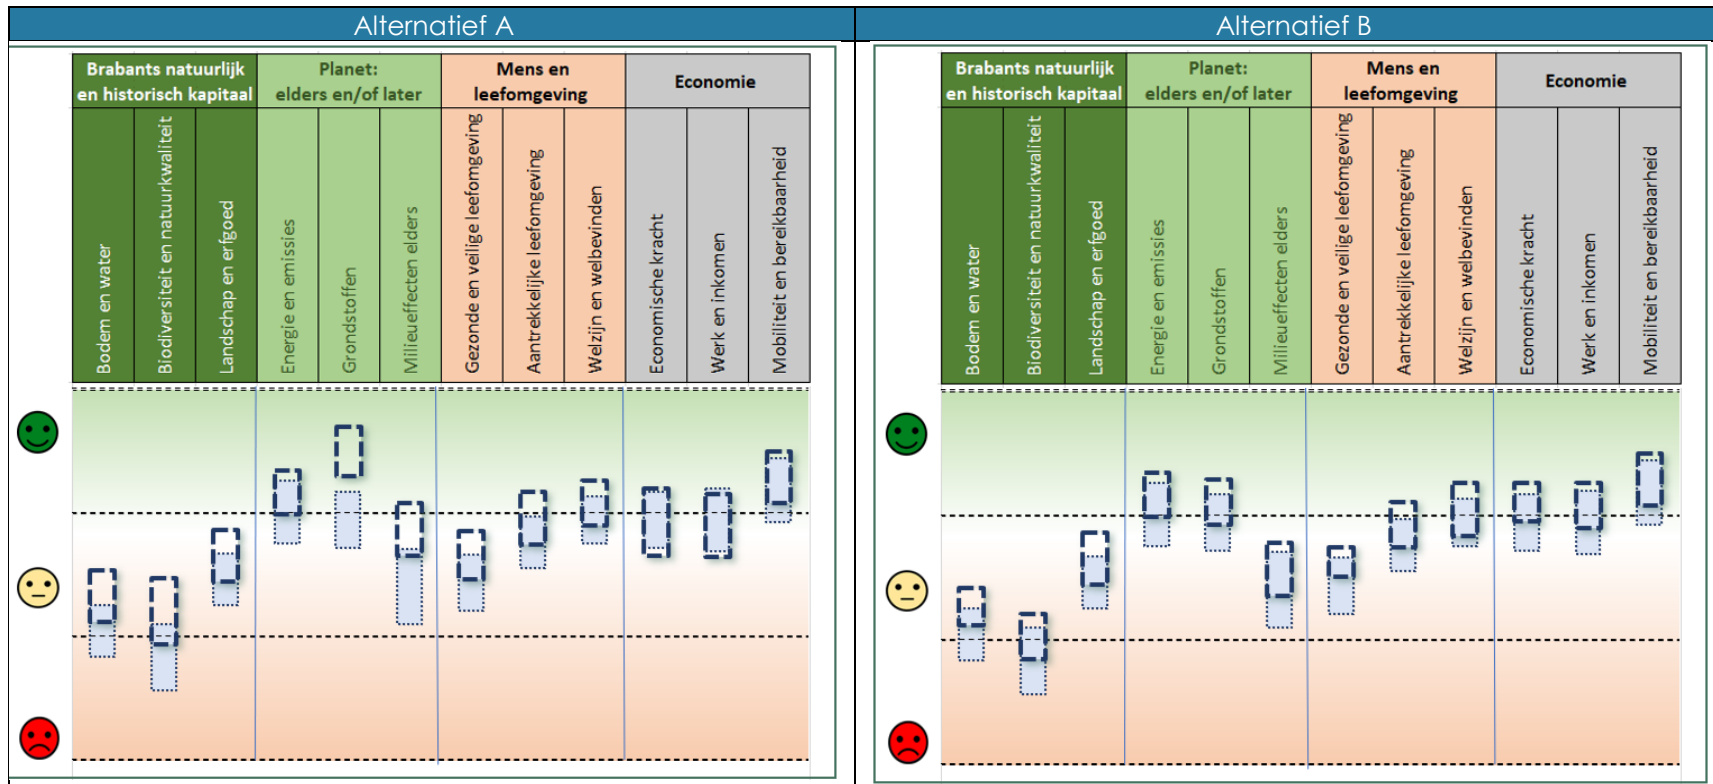 Alternatief A
Alternatief B
Brabants natuurlijk
en historisch kapitaal
Planet:
elders en/of later
Mens en
leefomgeving
Economie
Bodem en water
Biodiversiteit en natuurkwaliteit
Landschap en erfgoed
Energie en emissies
Grondstoffen
Milieueffecten elders
Gezonde en veilige leefomgeving
Aantrekkelijke leefomgeving
Welzijn en welbevinden
Economische kracht
Werk en inkomen
Mobiliteit en bereikbaarheid
Brabants natuurlijk
en historisch kapitaal
Planet:
elders en/of later
Mens en
leefomgeving
Economie
Bodem en water
Biodiversiteit en natuurkwaliteit
Landschap en erfgoed
Energie en emissies
Grondstoffen
Milieueffecten elders
Gezonde en veilige leefomgeving
Aantrekkelijke leefomgeving
Welzijn en welbevinden
Economische kracht
Werk en inkomen
Mobiliteit en bereikbaarheid